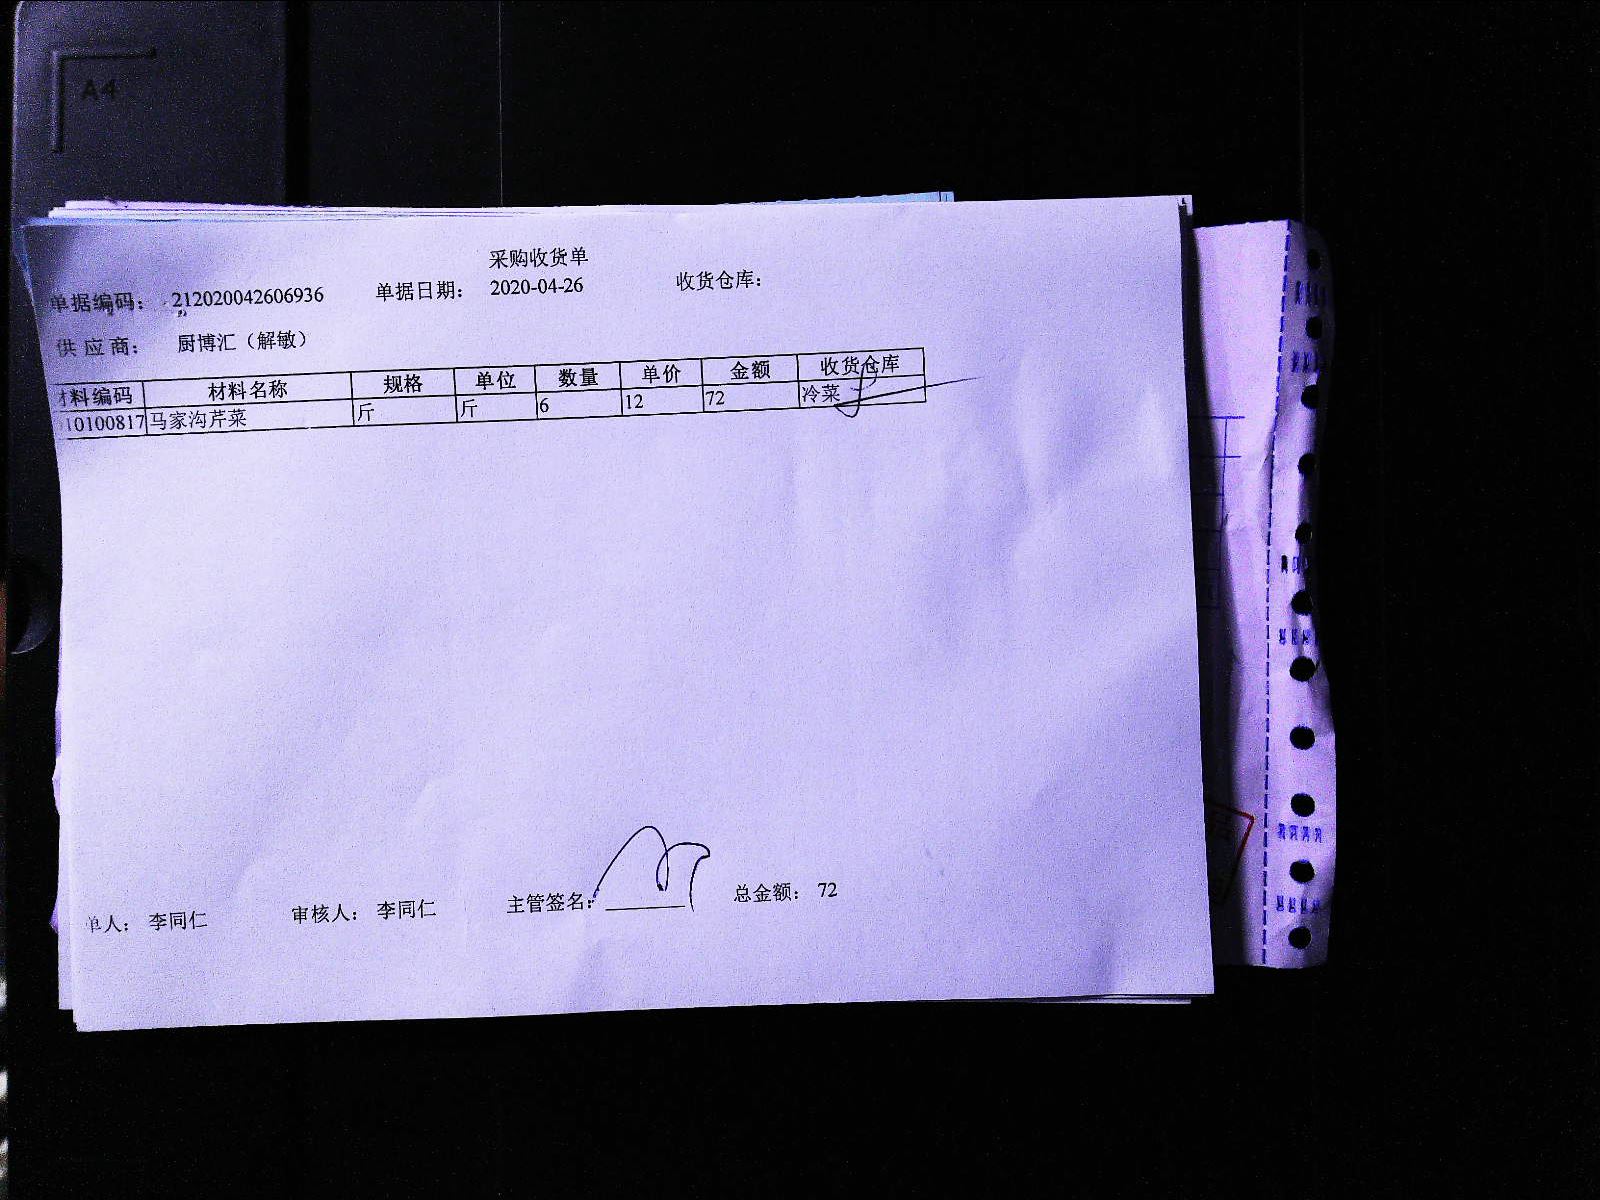 A4
采购收货单
单据编码： 212020042606936 单据日期： 2020-04-26 收货仓库：
供应商： 厨博汇（解敏）
材料编码 材料名称 规格 单位 数量 单价 金额 收货仓库
10100817 马家沟芹菜 斤 斤 6 12 72 冷菜
单人： 李同仁 审核人： 李同仁 主管签名： 总金额： 72